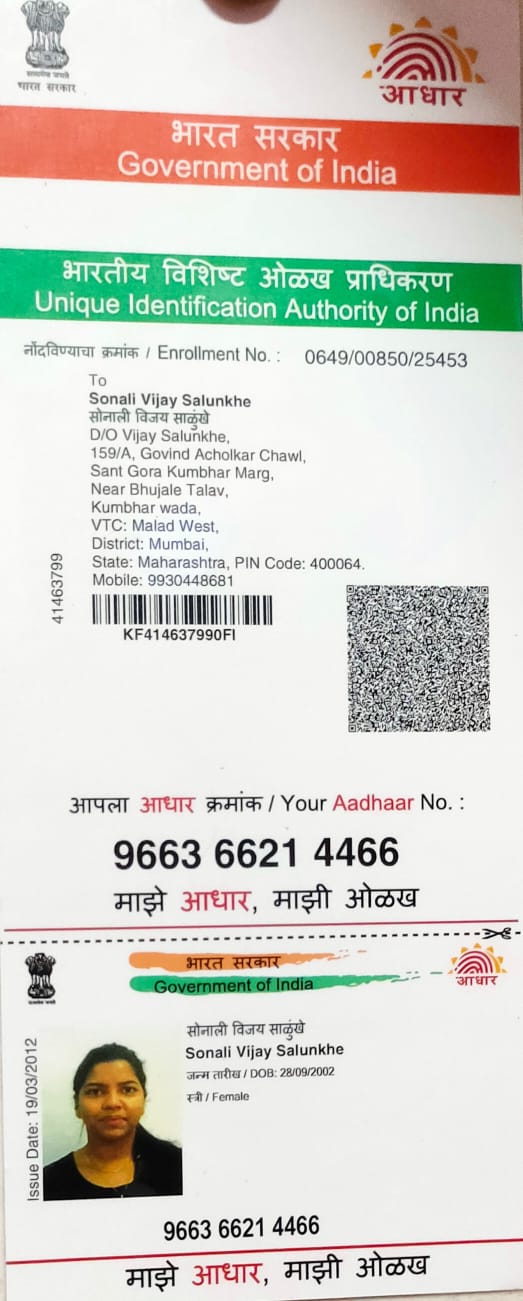 सत्यमेव जयते
भारत सरकार
आधार
भारत सरकार
Government of India
भारतीय विशिष्ट ओळख प्राधिकरण
Unique Identification Authority of India
नोंदविण्याचा क्रमांक / Enrollment No. : 0649/00850/25453
To
Sonali Vijay Salunkhe
सोनाली विजय साळुंखे
D/O Vijay Salunkhe,
159/A, Govind Acholkar Chawl,
Sant Gora Kumbhar Marg,
Near Bhujale Talav,
Kumbhar wada,
VTC: Malad West,
District: Mumbai,
State: Maharashtra, PIN Code: 400064.
Mobile: 9930448681
41463799
KF414637990FI
आपला आधार क्रमांक / Your Aadhaar No. :
9663 6621 4466
माझे आधार, माझी ओळख
भारत सरकार
Government of India
आधार
सोनाली विजय साळुंखे
Sonali Vijay Salunkhe
जन्म तारीख / DOB: 28/09/2002
स्त्री / Female
Issue Date: 19/03/2012
9663 6621 4466
माझे आधार, माझी ओळख